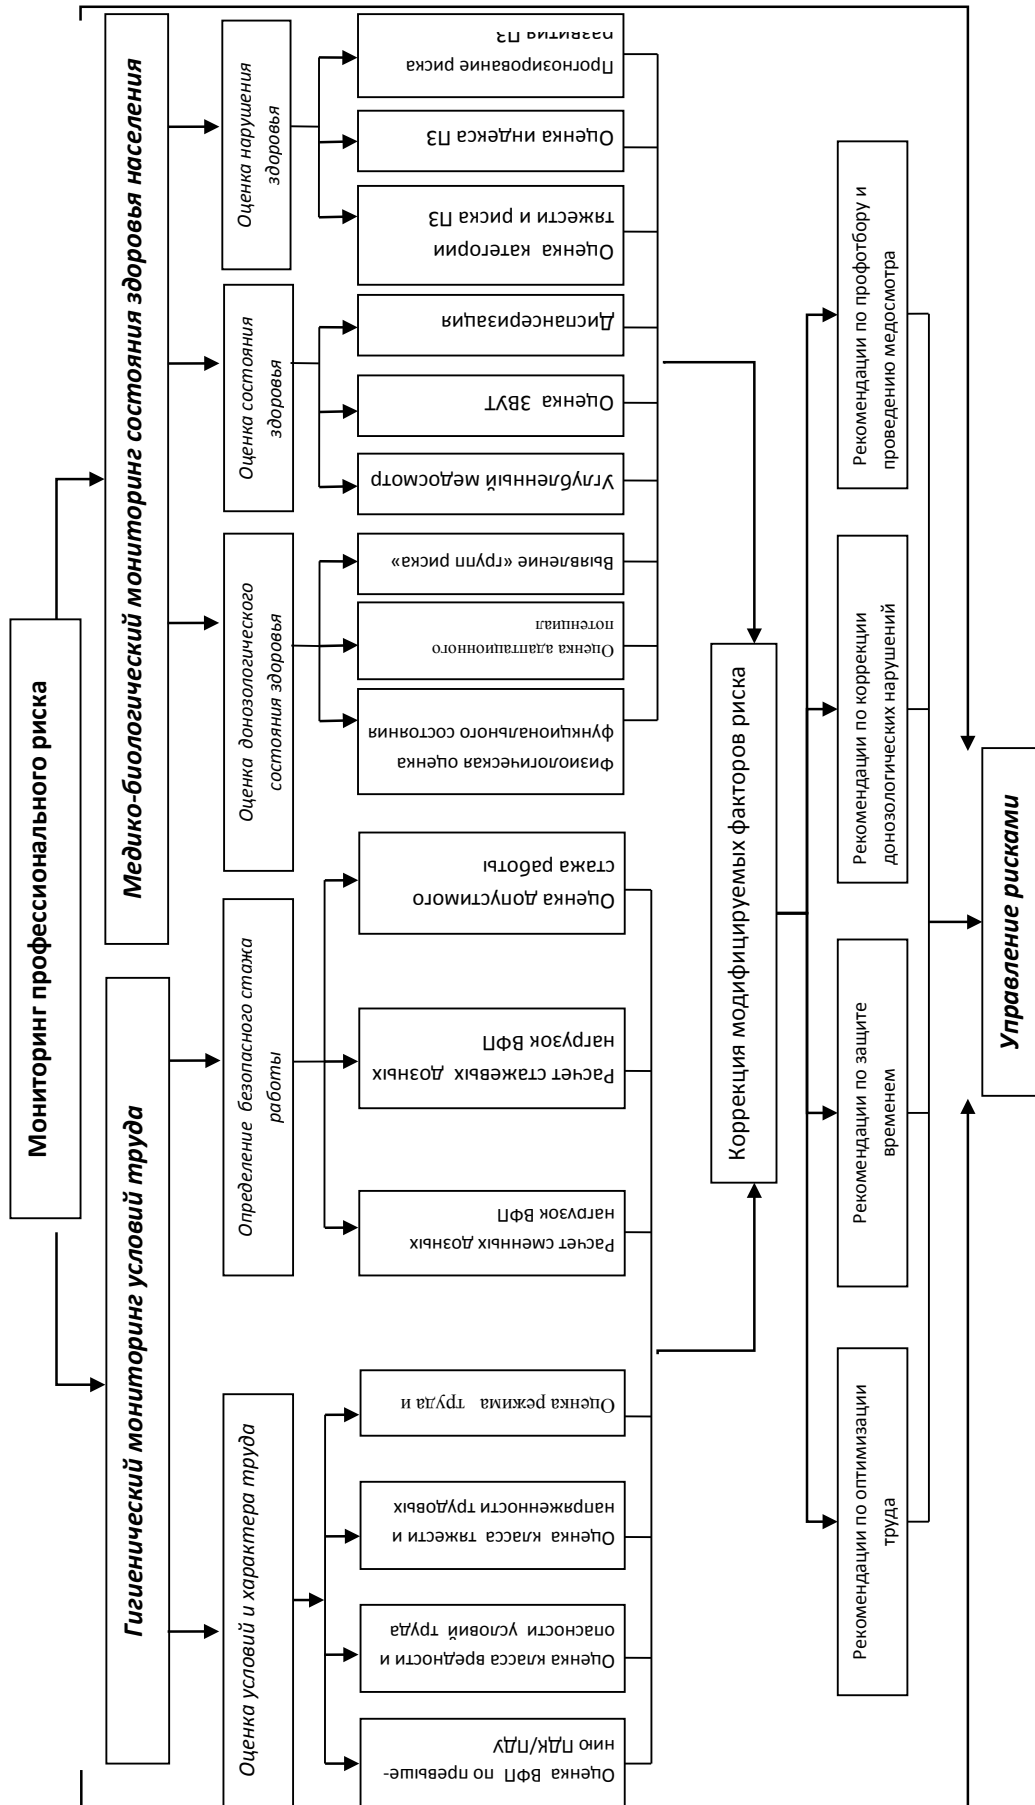 Мониторинг профессионального риска
Гигиенический мониторинг условий труда
Медико-биологический мониторинг состояния здоровья населения
Оценка условий и характера труда
Определение безопасного стажа
работы
Оценка донозологического
состояния здоровья
Оценка состояния
здоровья
Оценка нарушения
здоровья
Оценка ВФП по превыше-
нию ПДК/ПДУ
Оценка класса вредности и
опасности условий труда
Оценка класса тяжести и
напряженности трудовых
Оценка режима труда и
Расчет сменных дозных
нагрузок ВФП
Расчет стажевых дозных
нагрузок ВФП
Оценка допустимого
стажа работы
Физиологическая оценка
функционального состояния
Оценка адаптационного
потенциал
Выявление «групп риска»
Углубленный медосмотр
Оценка ЗВУТ
Диспансеризация
Оценка категории
тяжести и риска ПЗ
Оценка индекса ПЗ
Прогнозирование риска
развития ПЗ
Коррекция модифицируемых факторов риска
Рекомендации по оптимизации
труда
Рекомендации по защите
временем
Рекомендации по коррекции
донозологических нарушений
Рекомендации по профотбору и
проведению медосмотра
Управление рисками